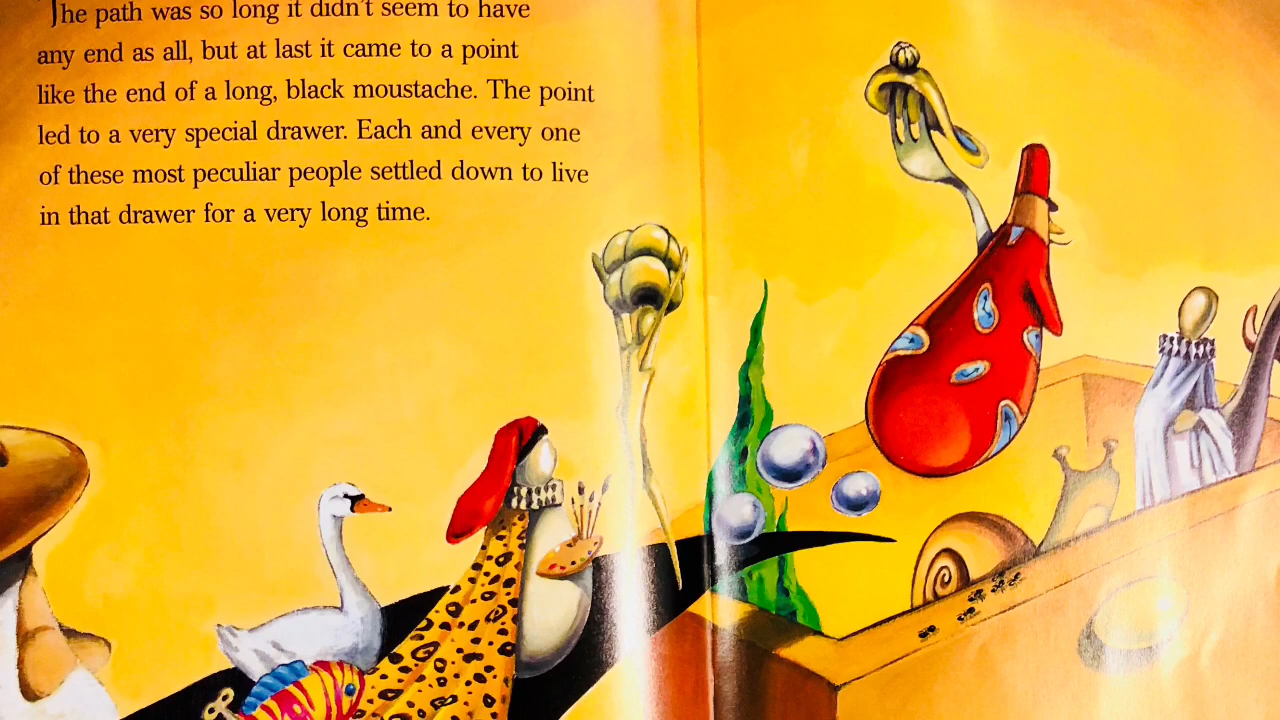 The path was so long it didn't seem to have
any end as all, but at last it came to a point
like the end of a long, black moustache. The point
led to a very special drawer. Each and every one
of these most peculiar people settled down to live
in that drawer for a very long time.